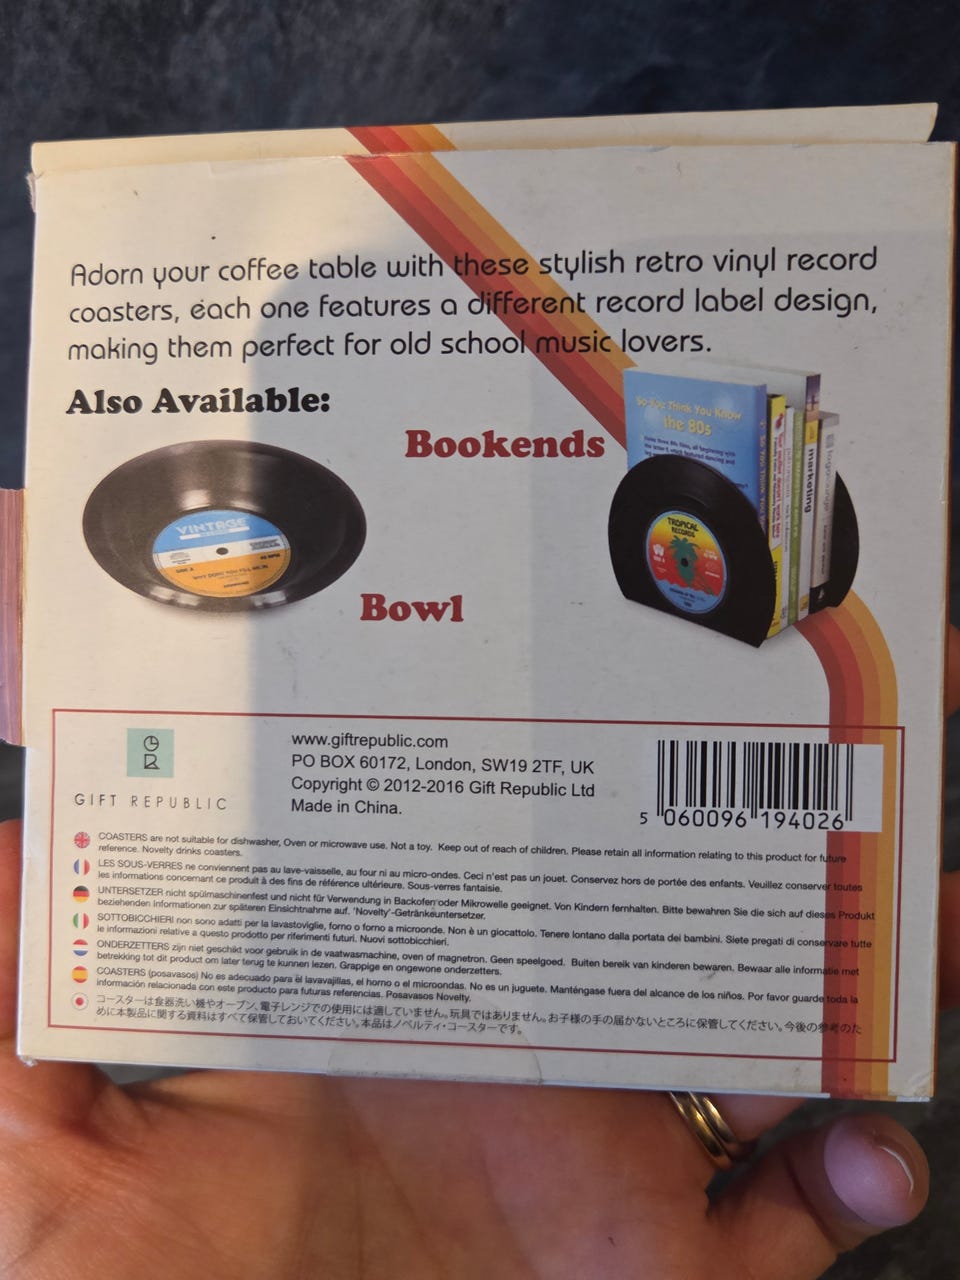 Adorn your coffee table with these stylish retro vinyl record
coasters, each one features a different record label design,
making them perfect for old school music lovers.
Also Available:
Bookends
So You Think You Know
the 80s
marketing
VINTAGE
SIDE A
45 RPM
TROPICAL
RECORDS
Bowl
GIFT REPUBLIC
www.giftrepublic.com
PO BOX 60172, London, SW19 2TF, UK
Copyright © 2012-2016 Gift Republic Ltd
Made in China.
5 060096 194026
COASTERS are not suitable for dishwasher, Oven or microwave use. Not a toy. Keep out of reach of children. Please retain all information relating to this product for future
reference. Novelty drinks coasters.
LES SOUS-VERRES ne conviennent pas au lave-vaisselle, au four ni au micro-ondes. Ceci n'est pas un jouet. Conservez hors de portée des enfants. Veuillez conserver toutes
les informations concernant ce produit à des fins de référence ultérieure. Sous-verres fantaisie.
UNTERSETZER nicht spülmaschinenfest und nicht für Verwendung in Backofen oder Mikrowelle geeignet. Von Kindern fernhalten. Bitte bewahren Sie die sich auf dieses Produkt
beziehenden informationen zur späteren Einsichtnahme auf. 'Novelty'-Getränkeuntersetzer.
SOTTOBICCHIERI non sono adatti per la lavastoviglie, forno o forno a microonde. Non è un giocattolo. Tenere lontano dalla portata dei bambini. Siete pregati di conservare tutte
le informazioni relative a questo prodotto per riferimenti futuri. Nuovi sottobicchieri.
ONDERZETTERS zijn niet geschikt voor gebruik in de vaatwasmachine, oven of magnetron. Geen speelgoed. Buiten bereik van kinderen bewaren. Bewaar alle informatie met
betrekking tot dit product om later terug te kunnen lezen. Grappige en ongewone onderzetters.
COASTERS (posavasos) No es adecuado para el lavavajillas, el horno o el microondas. No es un juguete. Manténgase fuera del alcance de los niños. Por favor guarde toda la
información relacionada con este producto para futuras referencias. Posavasos Novelty.
コースターは食器洗い機やオーブン、電子レンジでの使用には適していません。玩具ではありません。お子様の手の届かないところに保管してください。今後の参考のた
めに本製品に関する資料はすべて保管しておいてください。本品はノベルティ・コースターです。